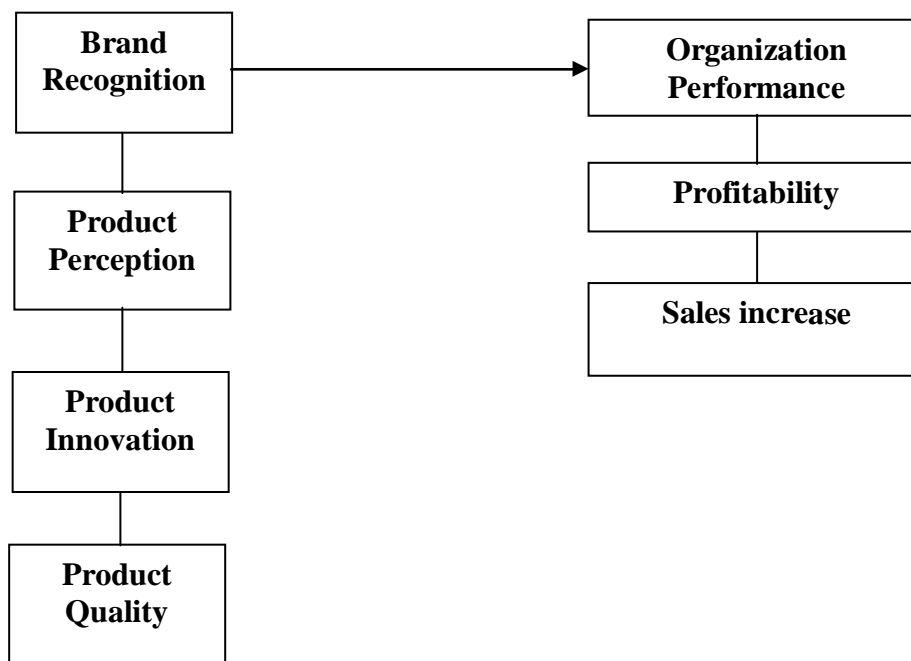 Brand
Recognition
Organization
Performance
Product
Perception
Profitability
Sales increase
Product
Innovation
Product
Quality